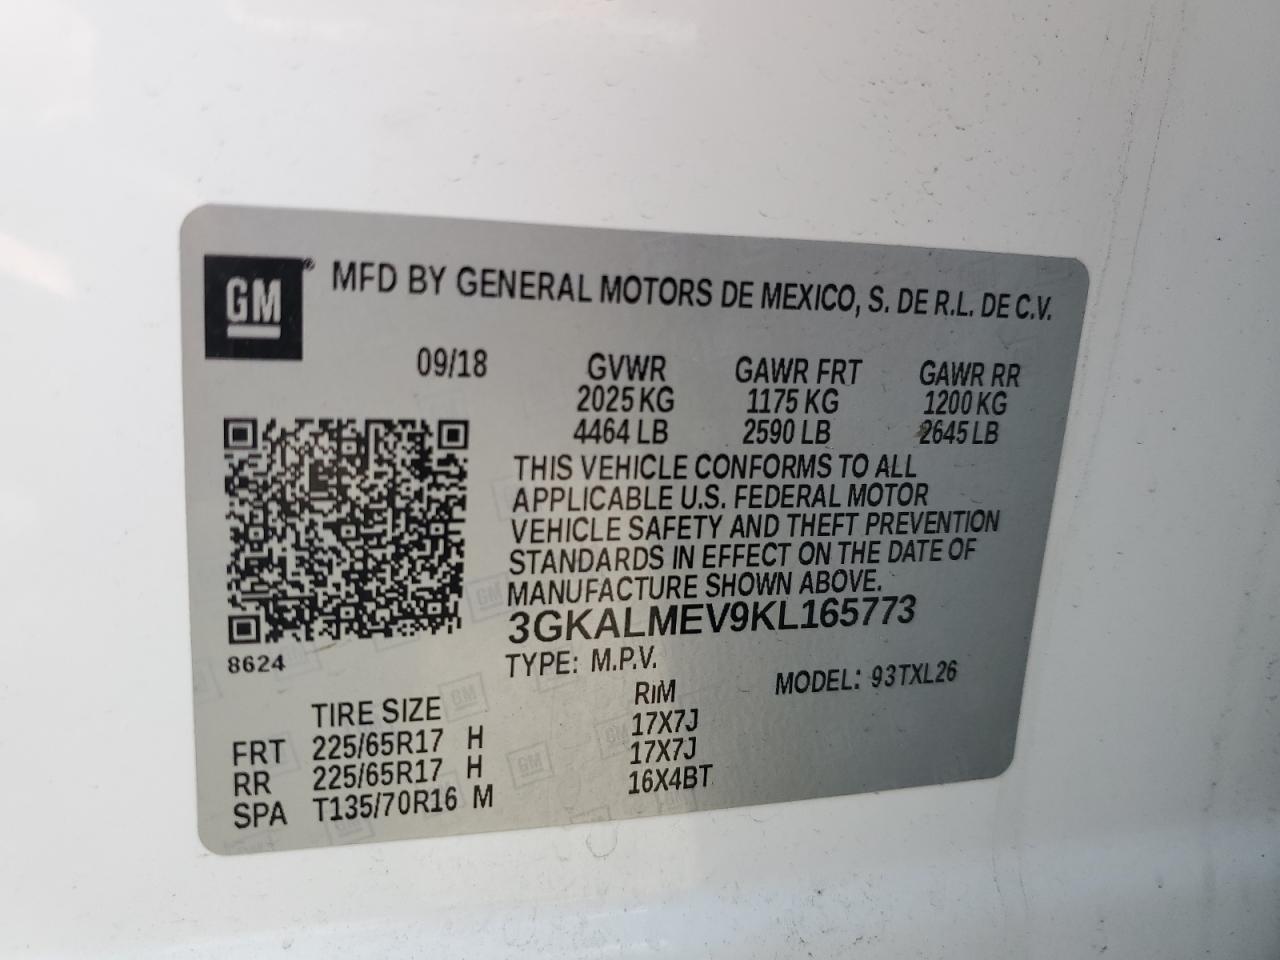 GM® MFD BY GENERAL MOTORS DE MEXICO, S. DE R.L. DE C.V.
09/18 GVWR GAWR FRT GAWR RR
2025 KG 1175 KG 1200 KG
4464 LB 2590 LB 2645 LB
THIS VEHICLE CONFORMS TO ALL
APPLICABLE U.S. FEDERAL MOTOR
VEHICLE SAFETY AND THEFT PREVENTION
STANDARDS IN EFFECT ON THE DATE OF
MANUFACTURE SHOWN ABOVE.
3GKALMEV9KL165773
8624 TYPE: M.P.V. MODEL: 93TXL26
TIRE SIZE RIM
FRT 225/65R17 H 17X7J
RR 225/65R17 H 17X7J
SPA T135/70R16 M 16X4BT